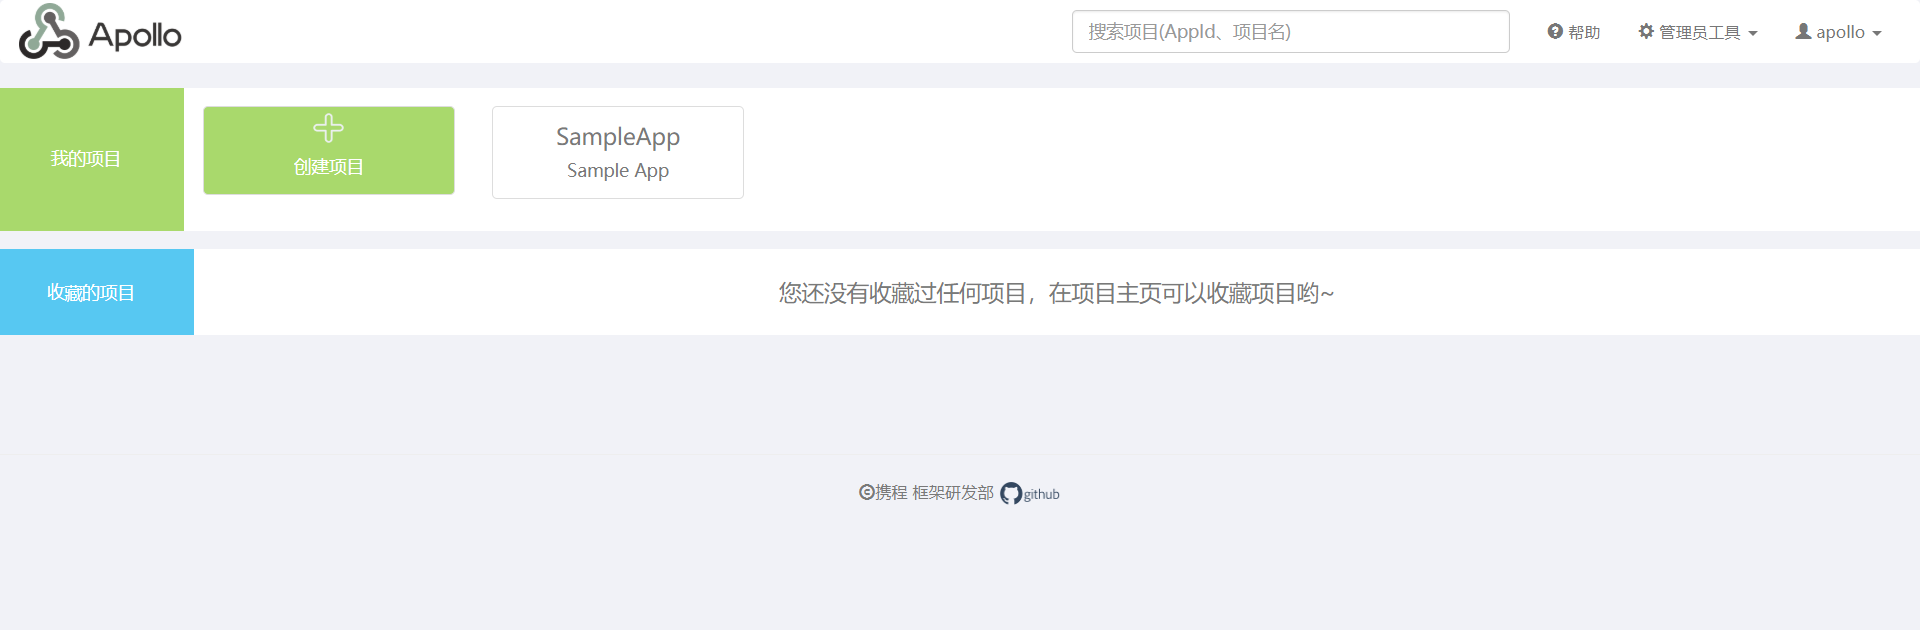 Apollo
搜索项目(AppId、项目名)
帮助
管理员工具
apollo
我的项目
创建项目
SampleApp
Sample App
收藏的项目
您还没有收藏过任何项目，在项目主页可以收藏项目哟~
©携程 框架研发部 github